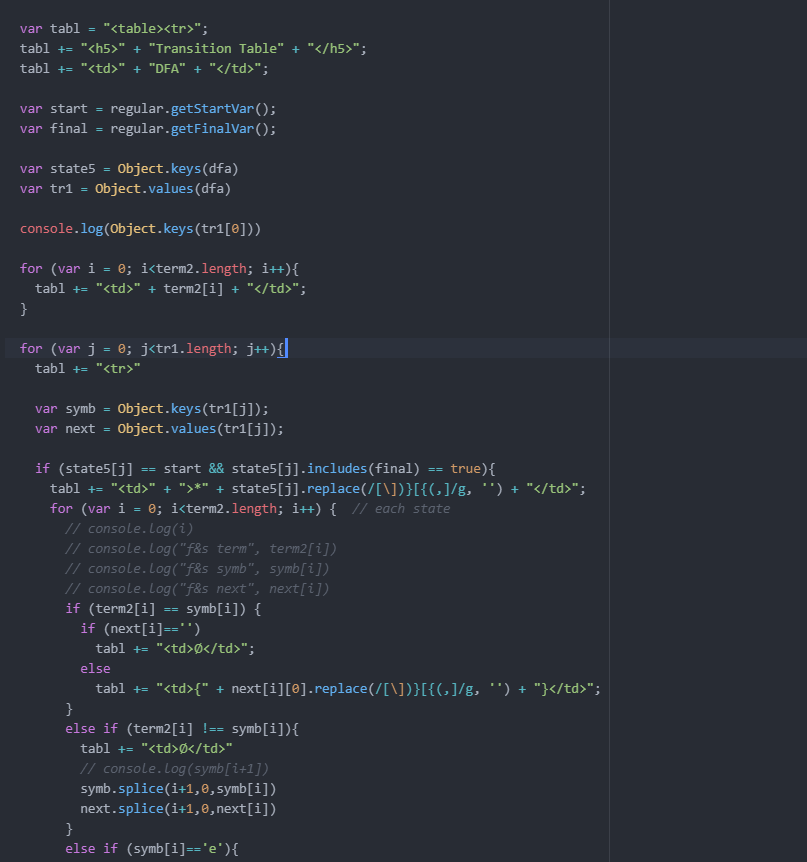 var tabl = "<table><tr>";
tabl += "<h5>" + "Transition Table" + "</h5>";
tabl += "<td>" + "DFA" + "</td>";
var start = regular.getStartVar();
var final = regular.getFinalVar();
var state5 = Object.keys(dfa)
var tr1 = Object.values(dfa)
console.log(Object.keys(tr1[0]))
for (var i = 0; i<term2.length; i++){
tabl += "<td>" + term2[i] + "</td>";
}
for (var j = 0; j<tr1.length; j++){
tabl += "<tr>"
var symb = Object.keys(tr1[j]);
var next = Object.values(tr1[j]);
if (state5[j] == start && state5[j].includes(final) == true){
tabl += "<td>" + ">*" + state5[j].replace(/[\])}[{(,]/g, '') + "</td>";
for (var i = 0; i<term2.length; i++) {  // each state
// console.log(i)
// console.log("f&s term", term2[i])
// console.log("f&s symb", symb[i])
// console.log("f&s next", next[i])
if (term2[i] == symb[i]) {
if (next[i]=='')
tabl += "<td>Ø</td>";
else
tabl += "<td>{" + next[i][0].replace(/[\])}[{(,]/g, '') + "}</td>";
}
else if (term2[i] !== symb[i]){
tabl += "<td>Ø</td>"
// console.log(symb[i+1])
symb.splice(i+1,0,symb[i])
next.splice(i+1,0,next[i])
}
else if (symb[i]=='e'){